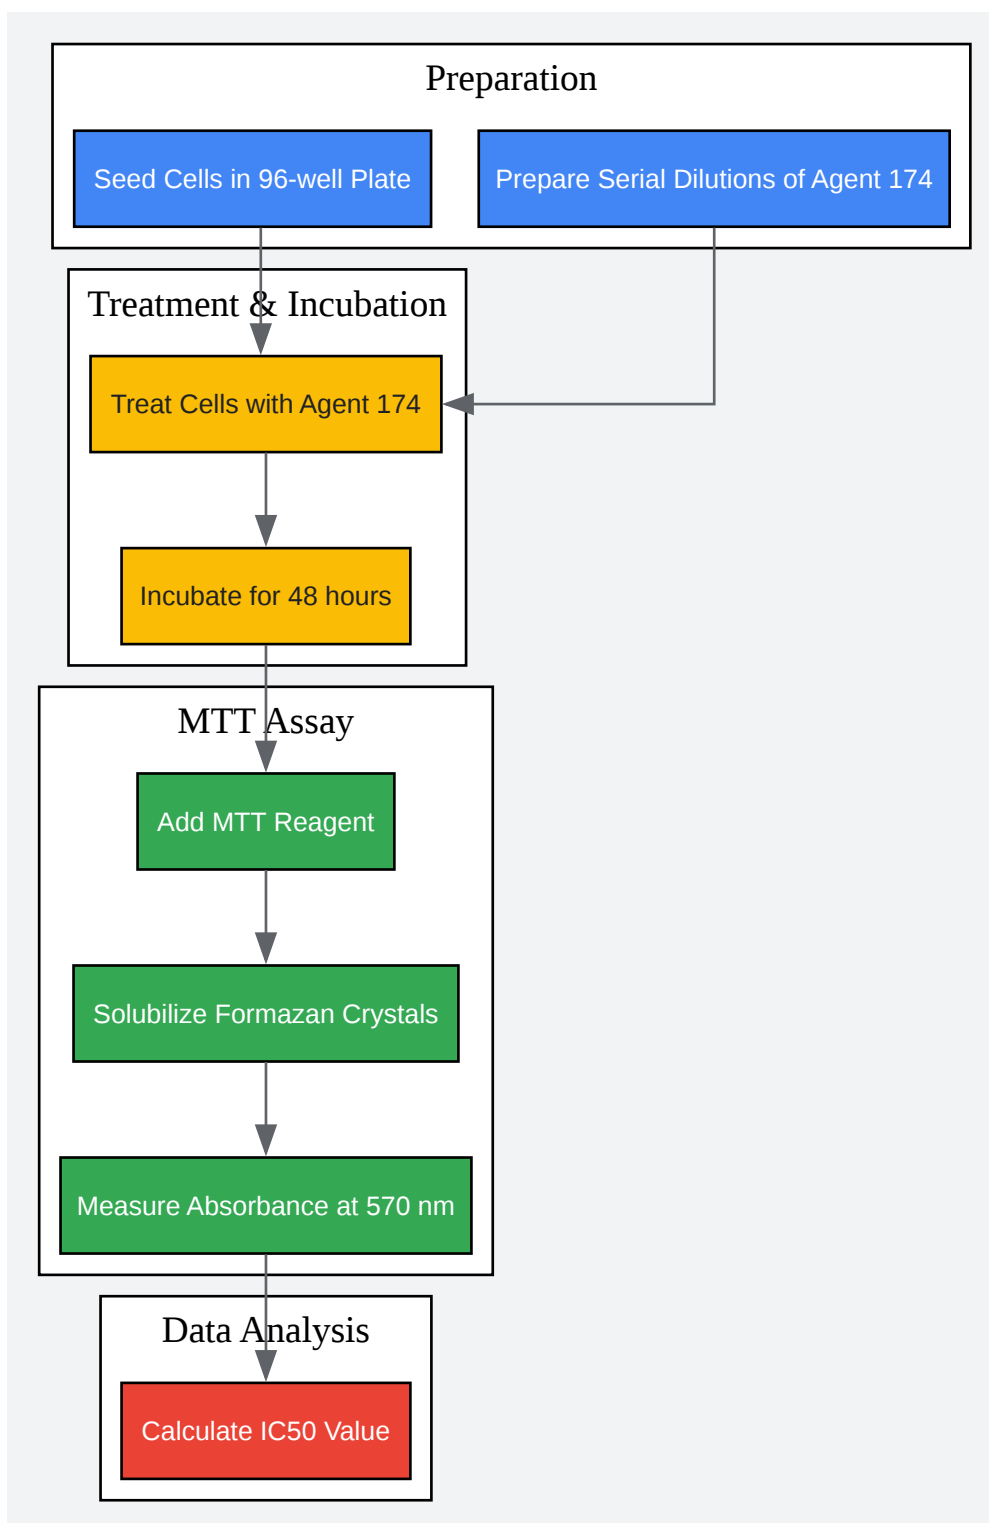 Preparation
Seed Cells in 96-well Plate
Prepare Serial Dilutions of Agent 174
Treatment & Incubation
Treat Cells with Agent 174
Incubate for 48 hours
MTT Assay
Add MTT Reagent
Solubilize Formazan Crystals
Measure Absorbance at 570 nm
Data Analysis
Calculate IC50 Value